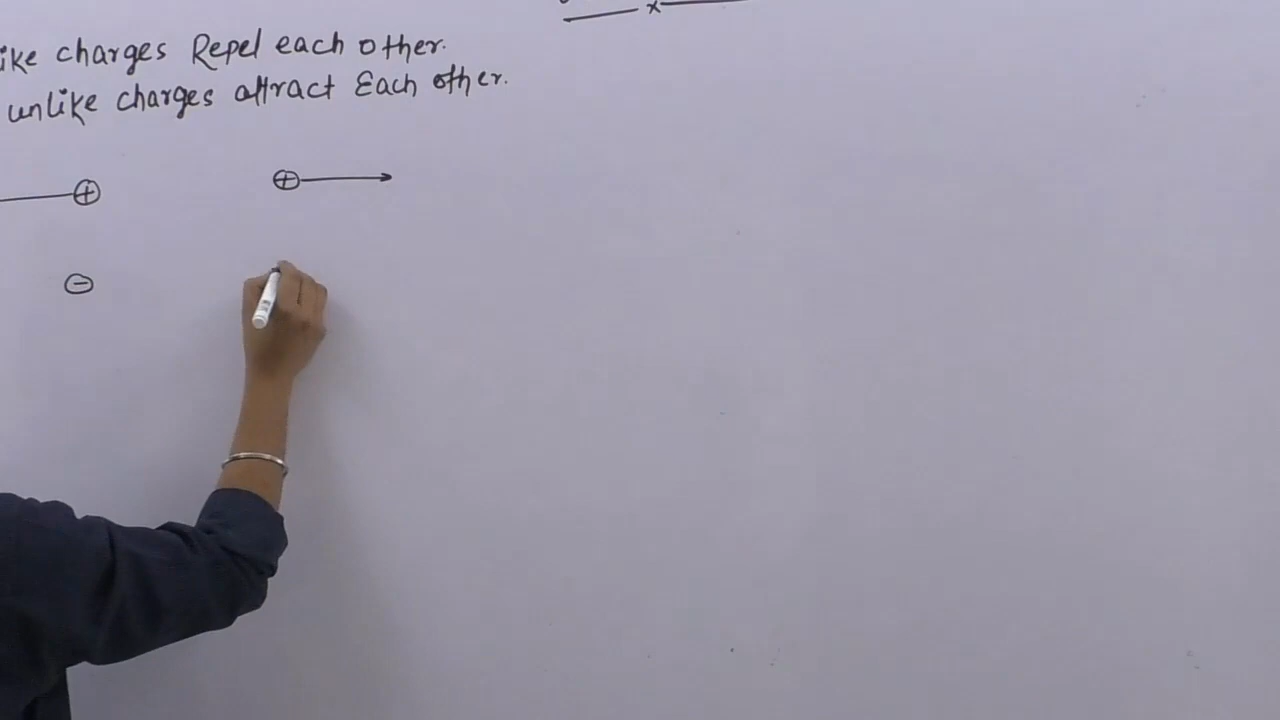 ike charges Repel each other.
unlike charges attract Each other.
+ +
-